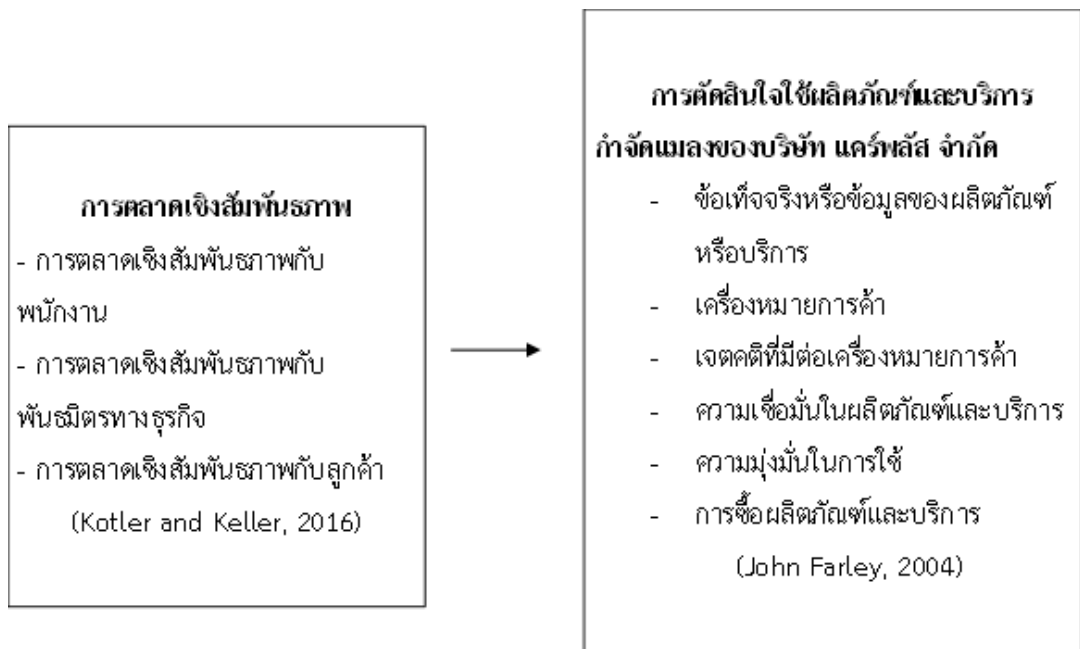 การตลาดเชิงสัมพันธภาพ
- การตลาดเชิงสัมพันธภาพกับ
พนักงาน
- การตลาดเชิงสัมพันธภาพกับ
พันธมิตรทางธุรกิจ
- การตลาดเชิงสัมพันธภาพกับลูกค้า
(Kotler and Keller, 2016)
การตัดสินใจใช้ผลิตภัณฑ์และบริการ
กำจัดแมลงของบริษัท แคร์พลัส จำกัด
- ข้อเท็จจริงหรือข้อมูลของผลิตภัณฑ์
หรือบริการ
- เครื่องหมายการค้า
- เจตคติที่มีต่อเครื่องหมายการค้า
- ความเชื่อมั่นในผลิตภัณฑ์และบริการ
- ความมุ่งมั่นในการใช้
- การซื้อผลิตภัณฑ์และบริการ
(John Farley, 2004)